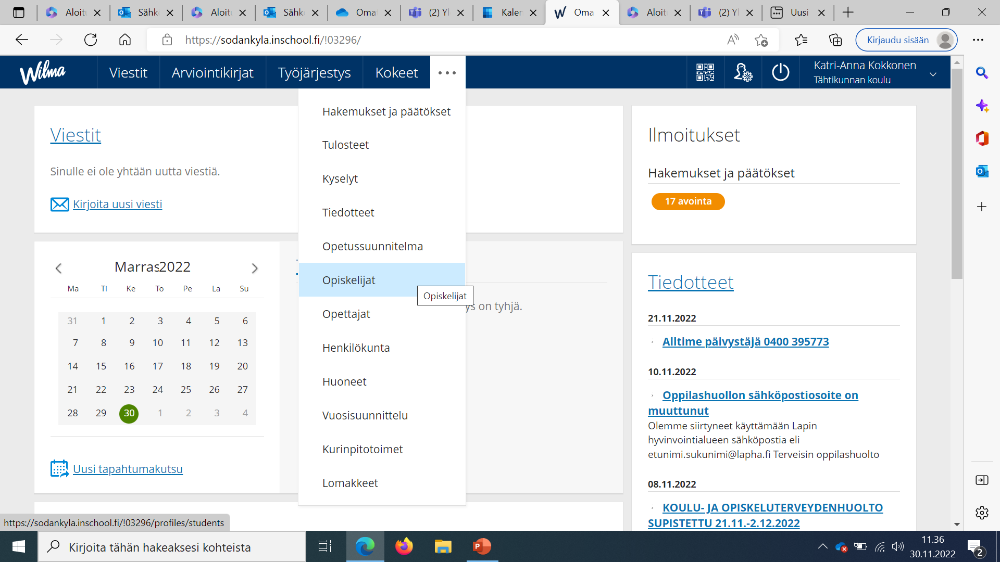 Aloitu
Sähkö
Aloitu
Sähkö
Omat
(2) Yl
Kalen
Oma
Aloitu
(2) Yl
Uusi
https://sodankyla.inschool.fi/!03296/
Kirjaudu sisään
Wilma
Viestit
Arviointikirjat
Työjärjestys
Kokeet
Katri-Anna Kokkonen
Tähtikunnan koulu
Hakemukset ja päätökset
Tulosteet
Kyselyt
Tiedotteet
Opetussuunnitelma
Opiskelijat
Opiskelijat
Opettajat
Henkilökunta
Huoneet
Vuosisuunnittelu
Kurinpitotoimet
Lomakkeet
Viestit
Sinulle ei ole yhtään uutta viestiä.
Kirjoita uusi viesti
Marras2022
Ma Ti Ke To Pe La Su
31 1 2 3 4 5 6
7 8 9 10 11 12 13
14 15 16 17 18 19 20
21 22 23 24 25 26 27
28 29 30 1 2 3 4
Uusi tapahtumakutsu
ys on tyhjä.
Ilmoitukset
Hakemukset ja päätökset
17 avointa
Tiedotteet
21.11.2022
Alltime päivystäjä 0400 395773
10.11.2022
Oppilashuollon sähköpostiosoite on
muuttunut
Olemme siirtyneet käyttämään Lapin
hyvinvointialueen sähköpostia eli
etunimi.sukunimi@lapha.fi Terveisin oppilashuolto
08.11.2022
KOULU- JA OPISKELUTERVEYDENHUOLTO
SUPISTETTU 21.11.-2.12.2022
https://sodankyla.inschool.fi/!03296/profiles/students
Kirjoita tähän hakeaksesi kohteista
11.36
30.11.2022
2